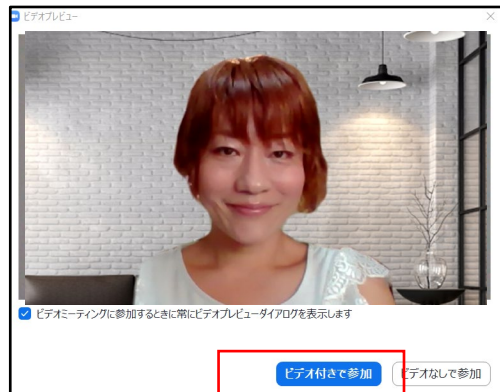 ビデオプレビュー
ビデオミーティングに参加するときに常にビデオプレビューダイアログを表示します
ビデオ付きで参加
ビデオなしで参加